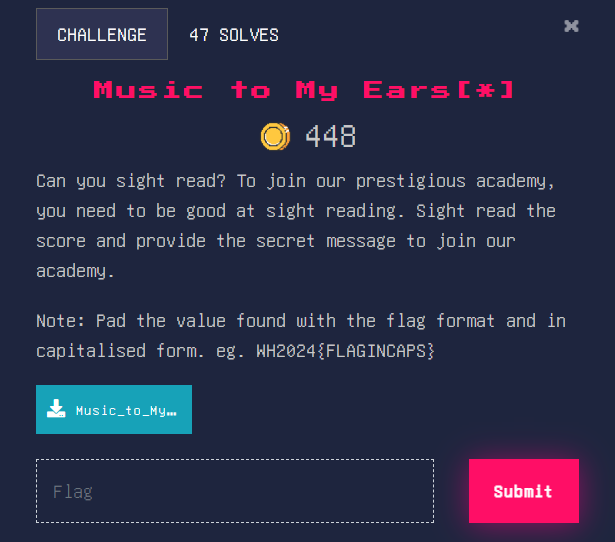 CHALLENGE
47 SOLVES
Music to My Ears[*]
448
Can you sight read? To join our prestigious academy,
you need to be good at sight reading. Sight read the
score and provide the secret message to join our
academy.
Note: Pad the value found with the flag format and in
capitalised form. eg. WH2024{FLAGINCAPS}
Music_to_My…
Flag
Submit